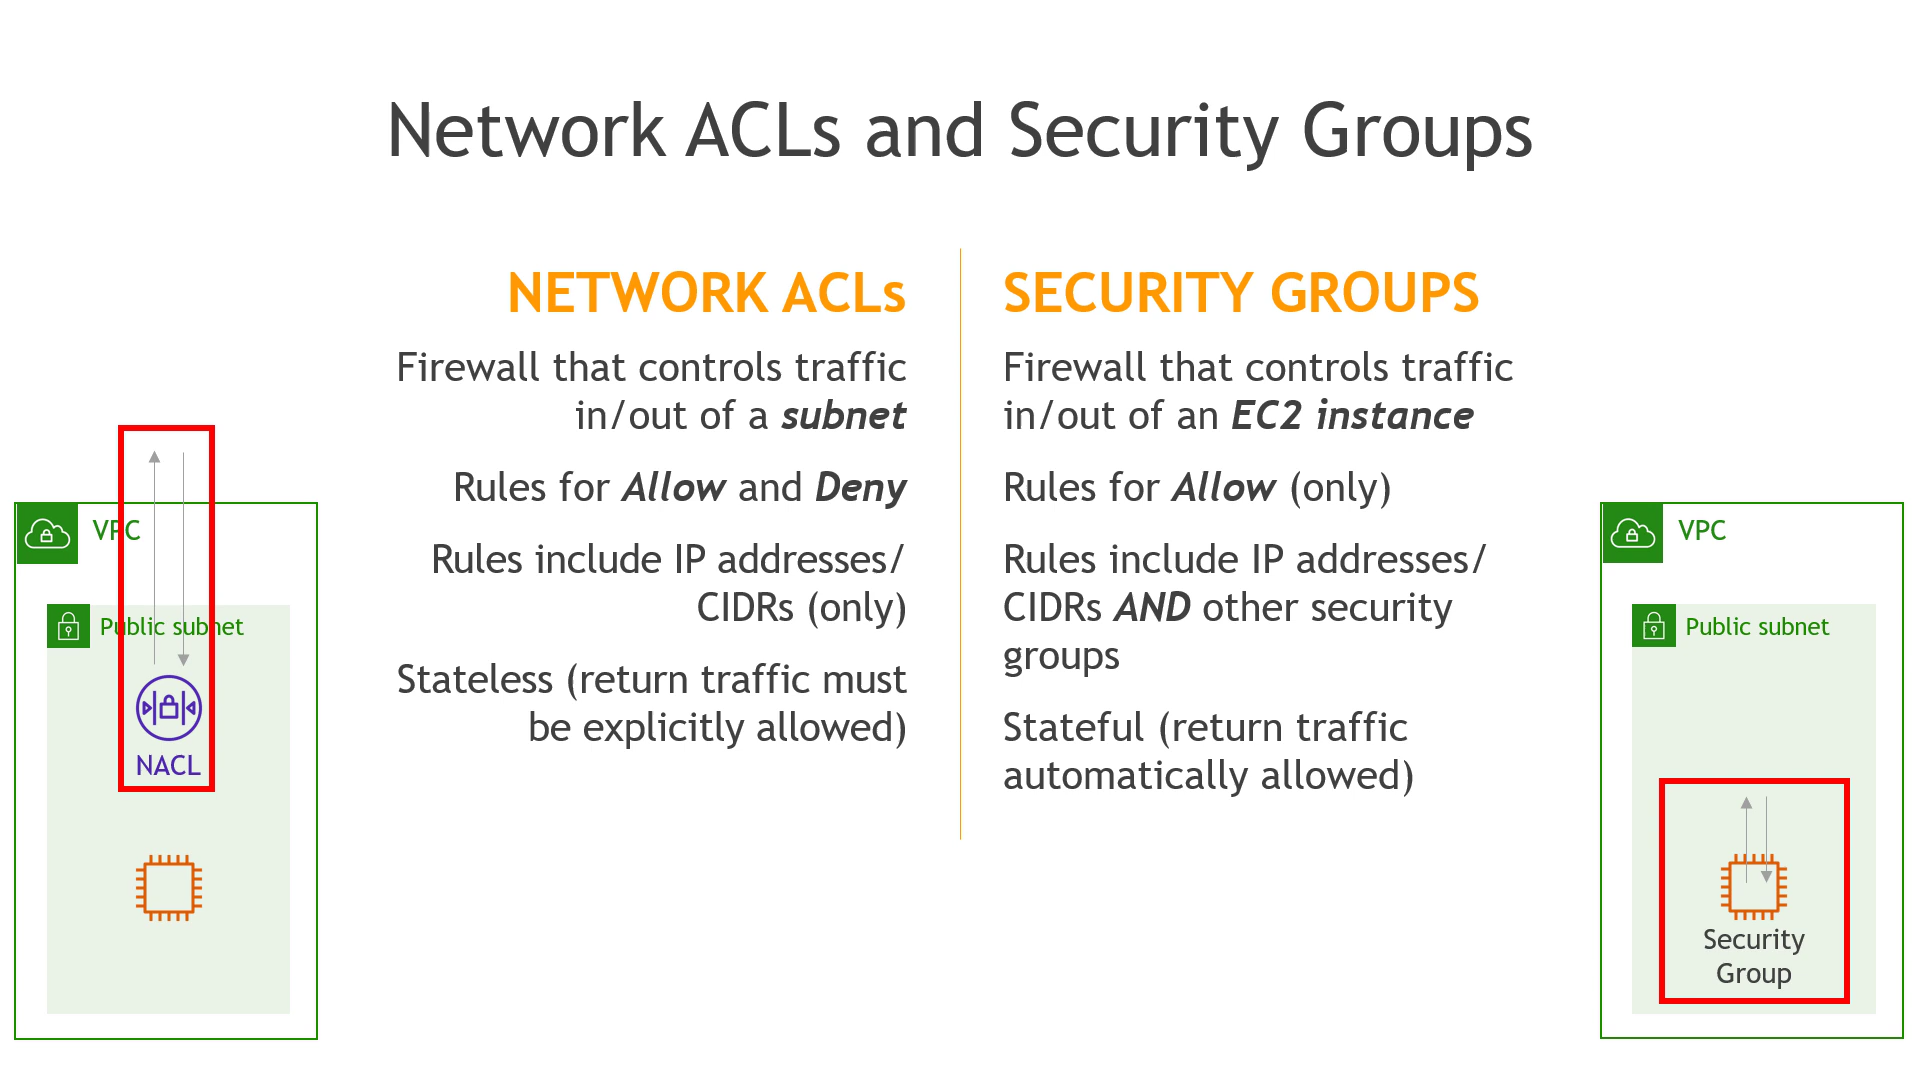 Network ACLs and Security Groups
NETWORK ACLs
Firewall that controls traffic
in/out of a subnet
Rules for Allow and Deny
Rules include IP addresses/
CIDRs (only)
Stateless (return traffic must
be explicitly allowed)
SECURITY GROUPS
Firewall that controls traffic
in/out of an EC2 instance
Rules for Allow (only)
Rules include IP addresses/
CIDRs AND other security
groups
Stateful (return traffic
automatically allowed)
VPC
Public subnet
NACL
VPC
Public subnet
Security
Group